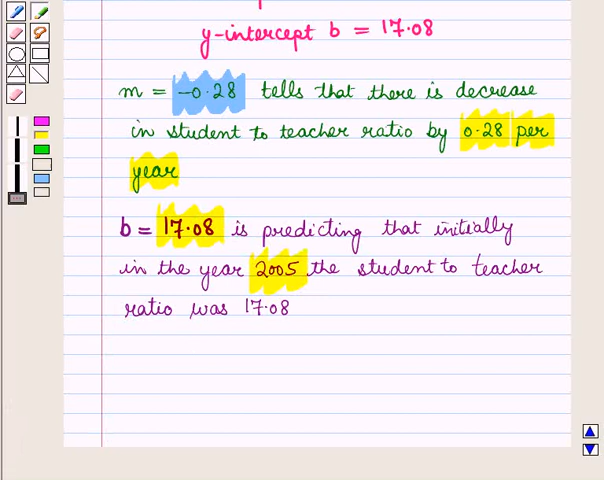 y-intercept b = 17.08
m = -0.28 tells that there is decrease
in student to teacher ratio by 0.28 per
year
b = 17.08 is predicting that initially
in the year 2005 the student to teacher
ratio was 17.08